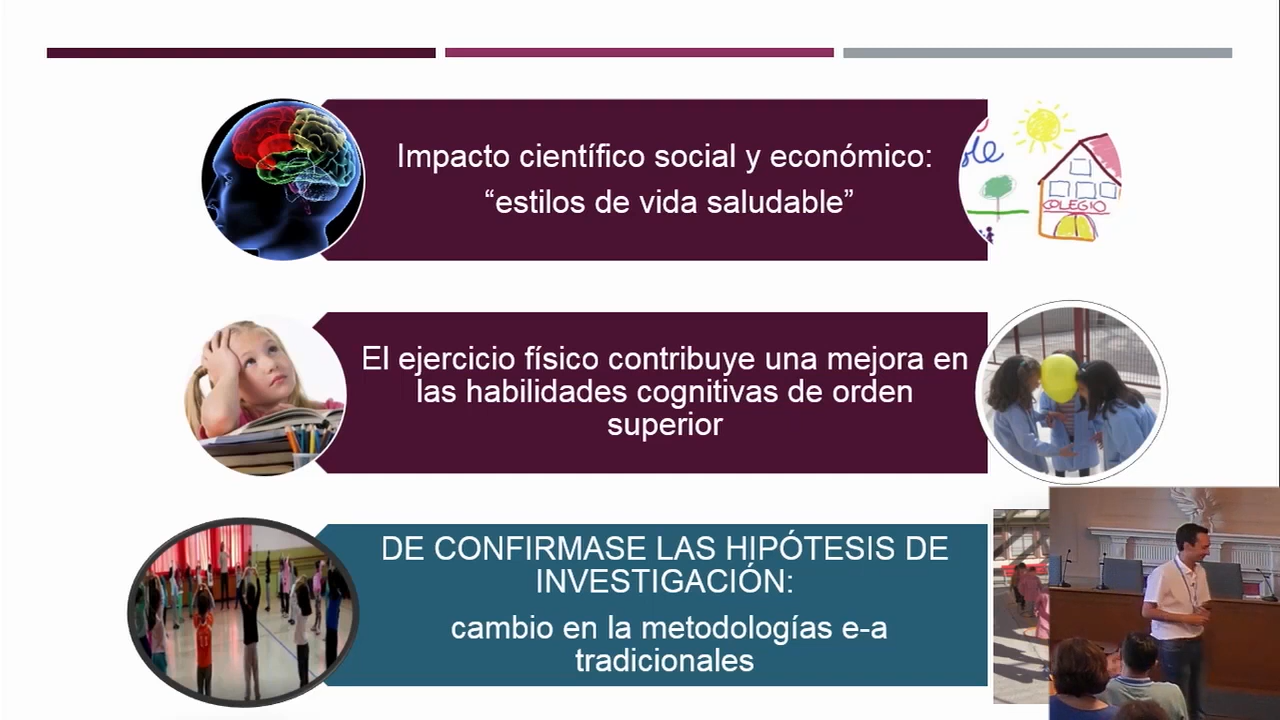 Impacto científico social y económico:
“estilos de vida saludable”
COLEGIO
El ejercicio físico contribuye una mejora en
las habilidades cognitivas de orden
superior
DE CONFIRMASE LAS HIPÓTESIS DE
INVESTIGACIÓN:
cambio en la metodologías e-a
tradicionales